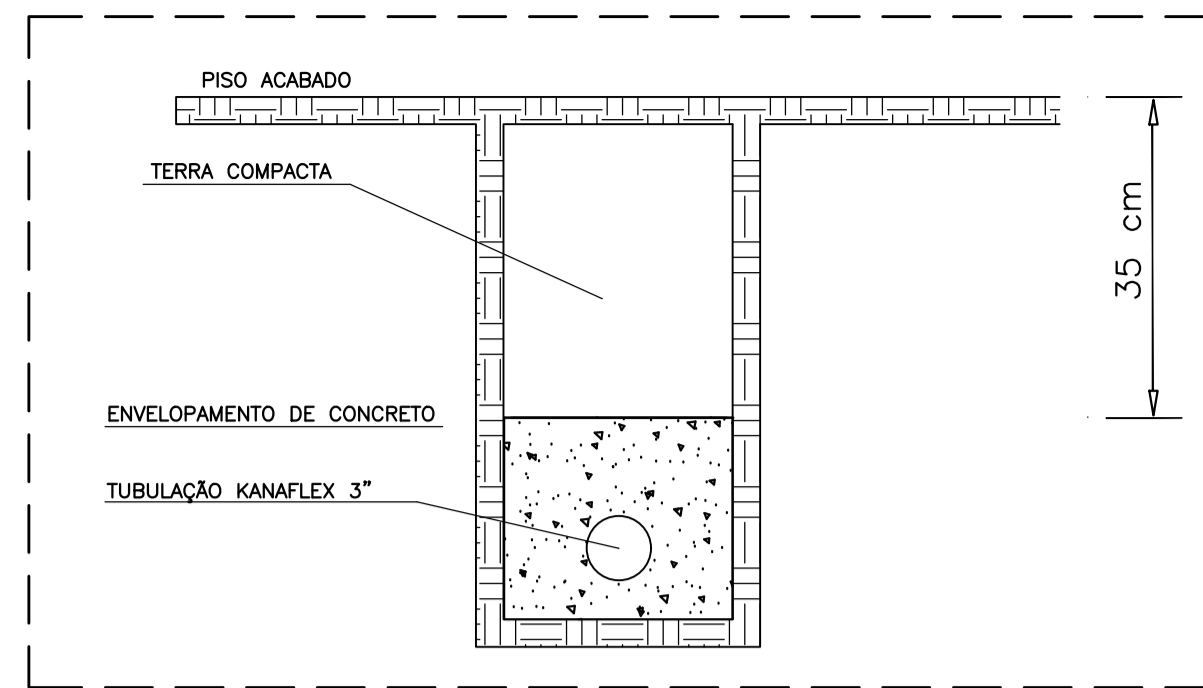 PISO ACABADO
TERRA COMPACTA
35 cm
ENVELOPAMENTO DE CONCRETO
TUBULAÇÃO KANAFLEX 3”